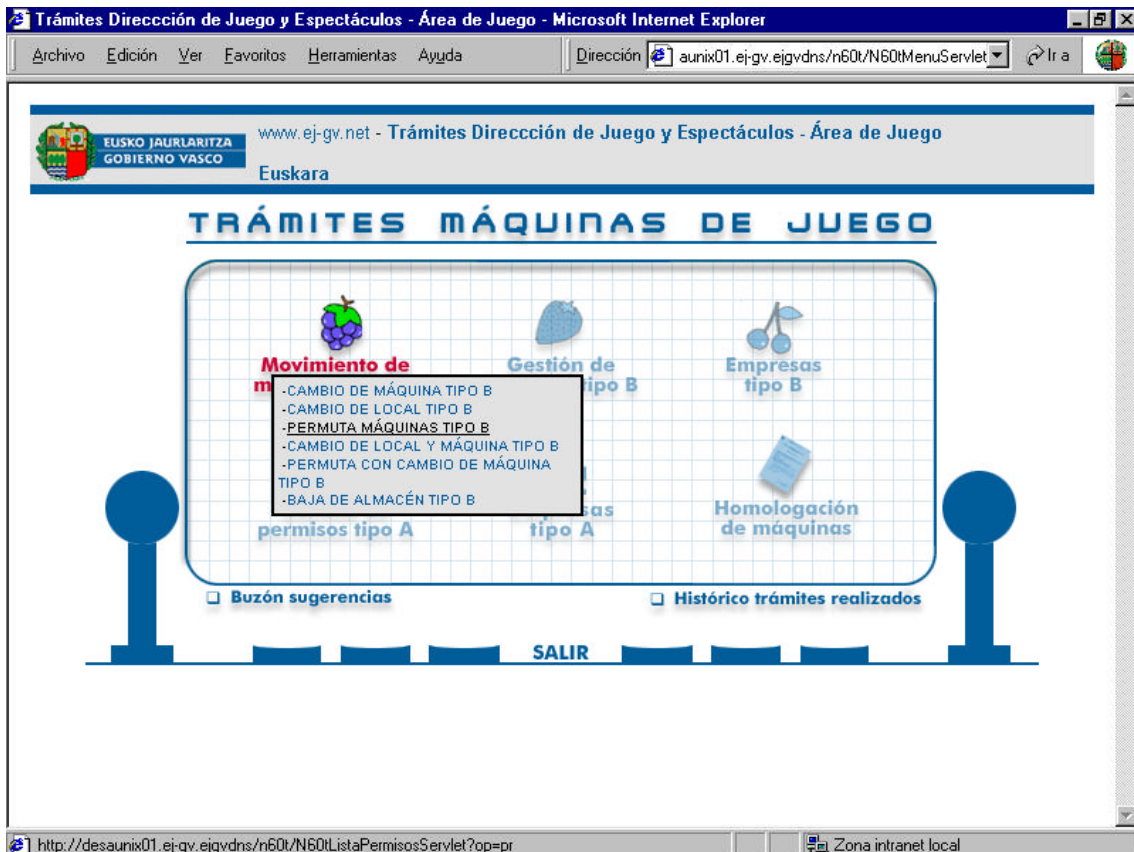 Trámites Direccción de Juego y Espectáculos - Área de Juego - Microsoft Internet Explorer
Archivo Edición Ver Favoritos Herramientas Ayuda Dirección aunix01.ej-gv.ejgvdns/n60t/N60tMenuServlet Ir a
EUSKO JAURLARITZA
GOBIERNO VASCO
www.ej-gv.net - Trámites Direccción de Juego y Espectáculos - Área de Juego
Euskara
TRÁMITES MÁQUINAS DE JUEGO
Movimiento de Gestión de Empresas
tipo B tipo B
-CAMBIO DE MÁQUINA TIPO B
-CAMBIO DE LOCAL TIPO B
-PERMUTA MÁQUINAS TIPO B
-CAMBIO DE LOCAL Y MÁQUINA TIPO B
-PERMUTA CON CAMBIO DE MÁQUINA
TIPO B
-BAJA DE ALMACÉN TIPO B
Homologación
permisos tipo A tipo A de máquinas
Buzón sugerencias Histórico trámites realizados
SALIR
http://desaunix01.ej-gv.ejgvdns/n60t/N60tListaPermisosServlet?op=pr Zona intranet local